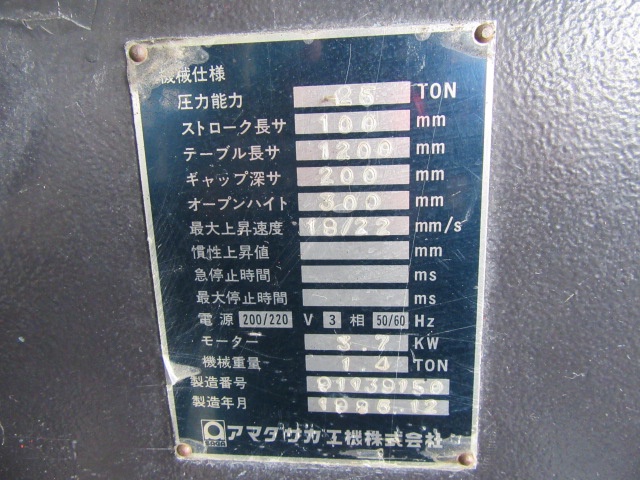 機械仕様
圧力能力 25 TON
ストローク長サ 100 mm
テーブル長サ 1200 mm
ギャップ深サ 200 mm
オープンハイト 300 mm
最大上昇速度 18/22 mm/s
慣性上昇値 mm
急停止時間 ms
最大停止時間 ms
電源 200/220 V 3 相 50/60 Hz
モーター 3.7 KW
機械重量 1.4 TON
製造番号
製造年月
アマダサカエ機株式会社